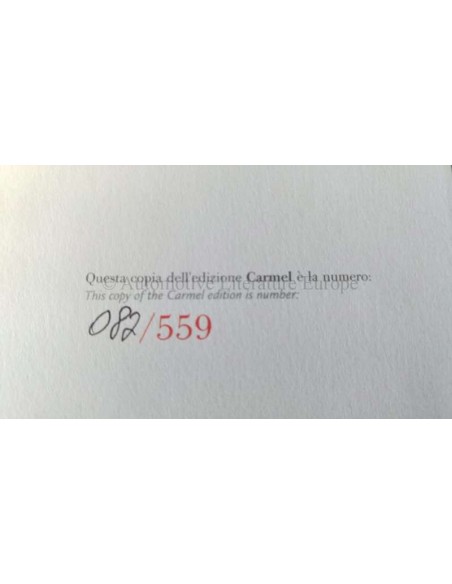 Questa copia dell'edizione Carmel è la numero:
© Automotive Literature Europe
This copy of the Carmel edition is number:
082/559